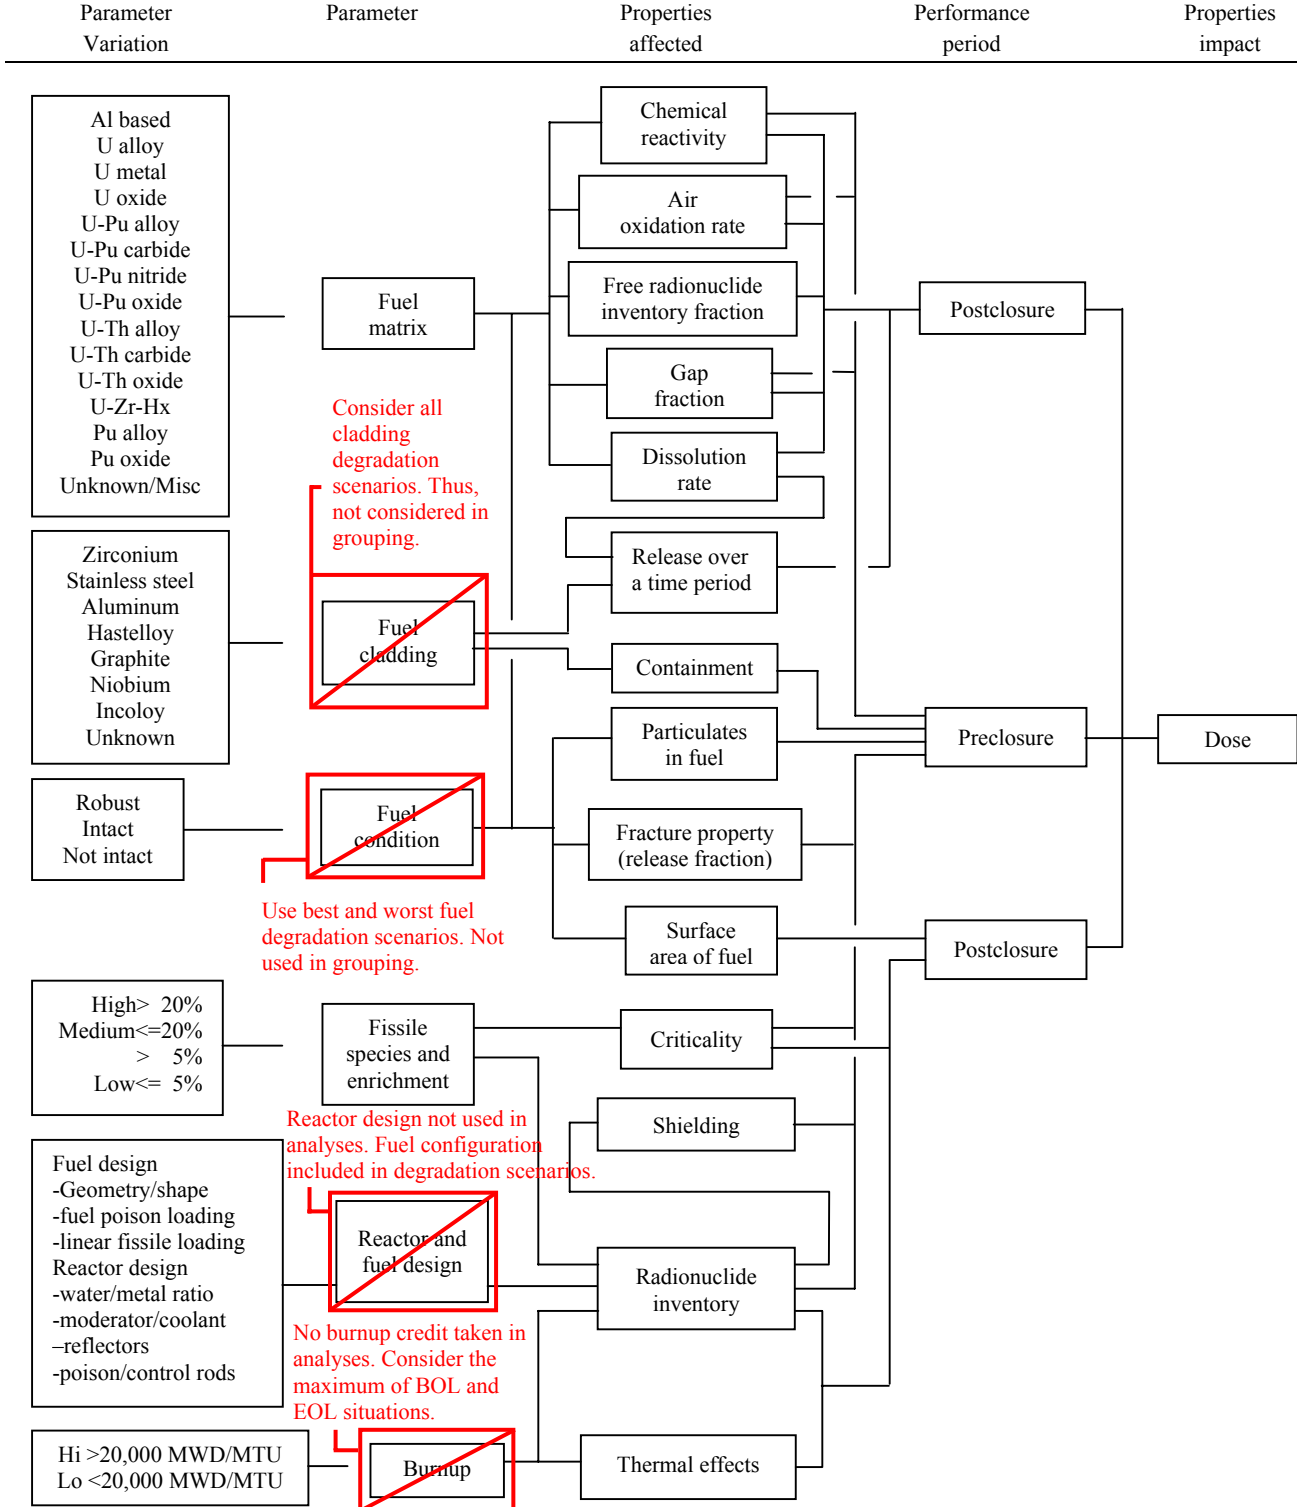 Parameter
Variation
Parameter
Properties
affected
Performance
period
Properties
impact
Al based
U alloy
U metal
U oxide
U-Pu alloy
U-Pu carbide
U-Pu nitride
U-Pu oxide
U-Th alloy
U-Th carbide
U-Th oxide
U-Zr-Hx
Pu alloy
Pu oxide
Unknown/Misc
Fuel
matrix
Chemical
reactivity
Air
oxidation rate
Free radionuclide
inventory fraction
Gap
fraction
Dissolution
rate
Postclosure
Consider all
cladding
degradation
scenarios. Thus,
not considered in
grouping.
Zirconium
Stainless steel
Aluminum
Hastelloy
Graphite
Niobium
Incoloy
Unknown
Fuel
cladding
Release over
a time period
Containment
Particulates
in fuel
Preclosure
Dose
Robust
Intact
Not intact
Fuel
condition
Fracture property
(release fraction)
Use best and worst fuel
degradation scenarios. Not
used in grouping.
Surface
area of fuel
Postclosure
High> 20%
Medium<=20%
> 5%
Low<= 5%
Fissile
species and
enrichment
Criticality
Reactor design not used in
analyses. Fuel configuration
included in degradation scenarios.
Shielding
Fuel design
-Geometry/shape
-fuel poison loading
-linear fissile loading
Reactor design
-water/metal ratio
-moderator/coolant
–reflectors
-poison/control rods
Reactor and
fuel design
Radionuclide
inventory
No burnup credit taken in
analyses. Consider the
maximum of BOL and
EOL situations.
Hi >20,000 MWD/MTU
Lo <20,000 MWD/MTU
Burnup
Thermal effects